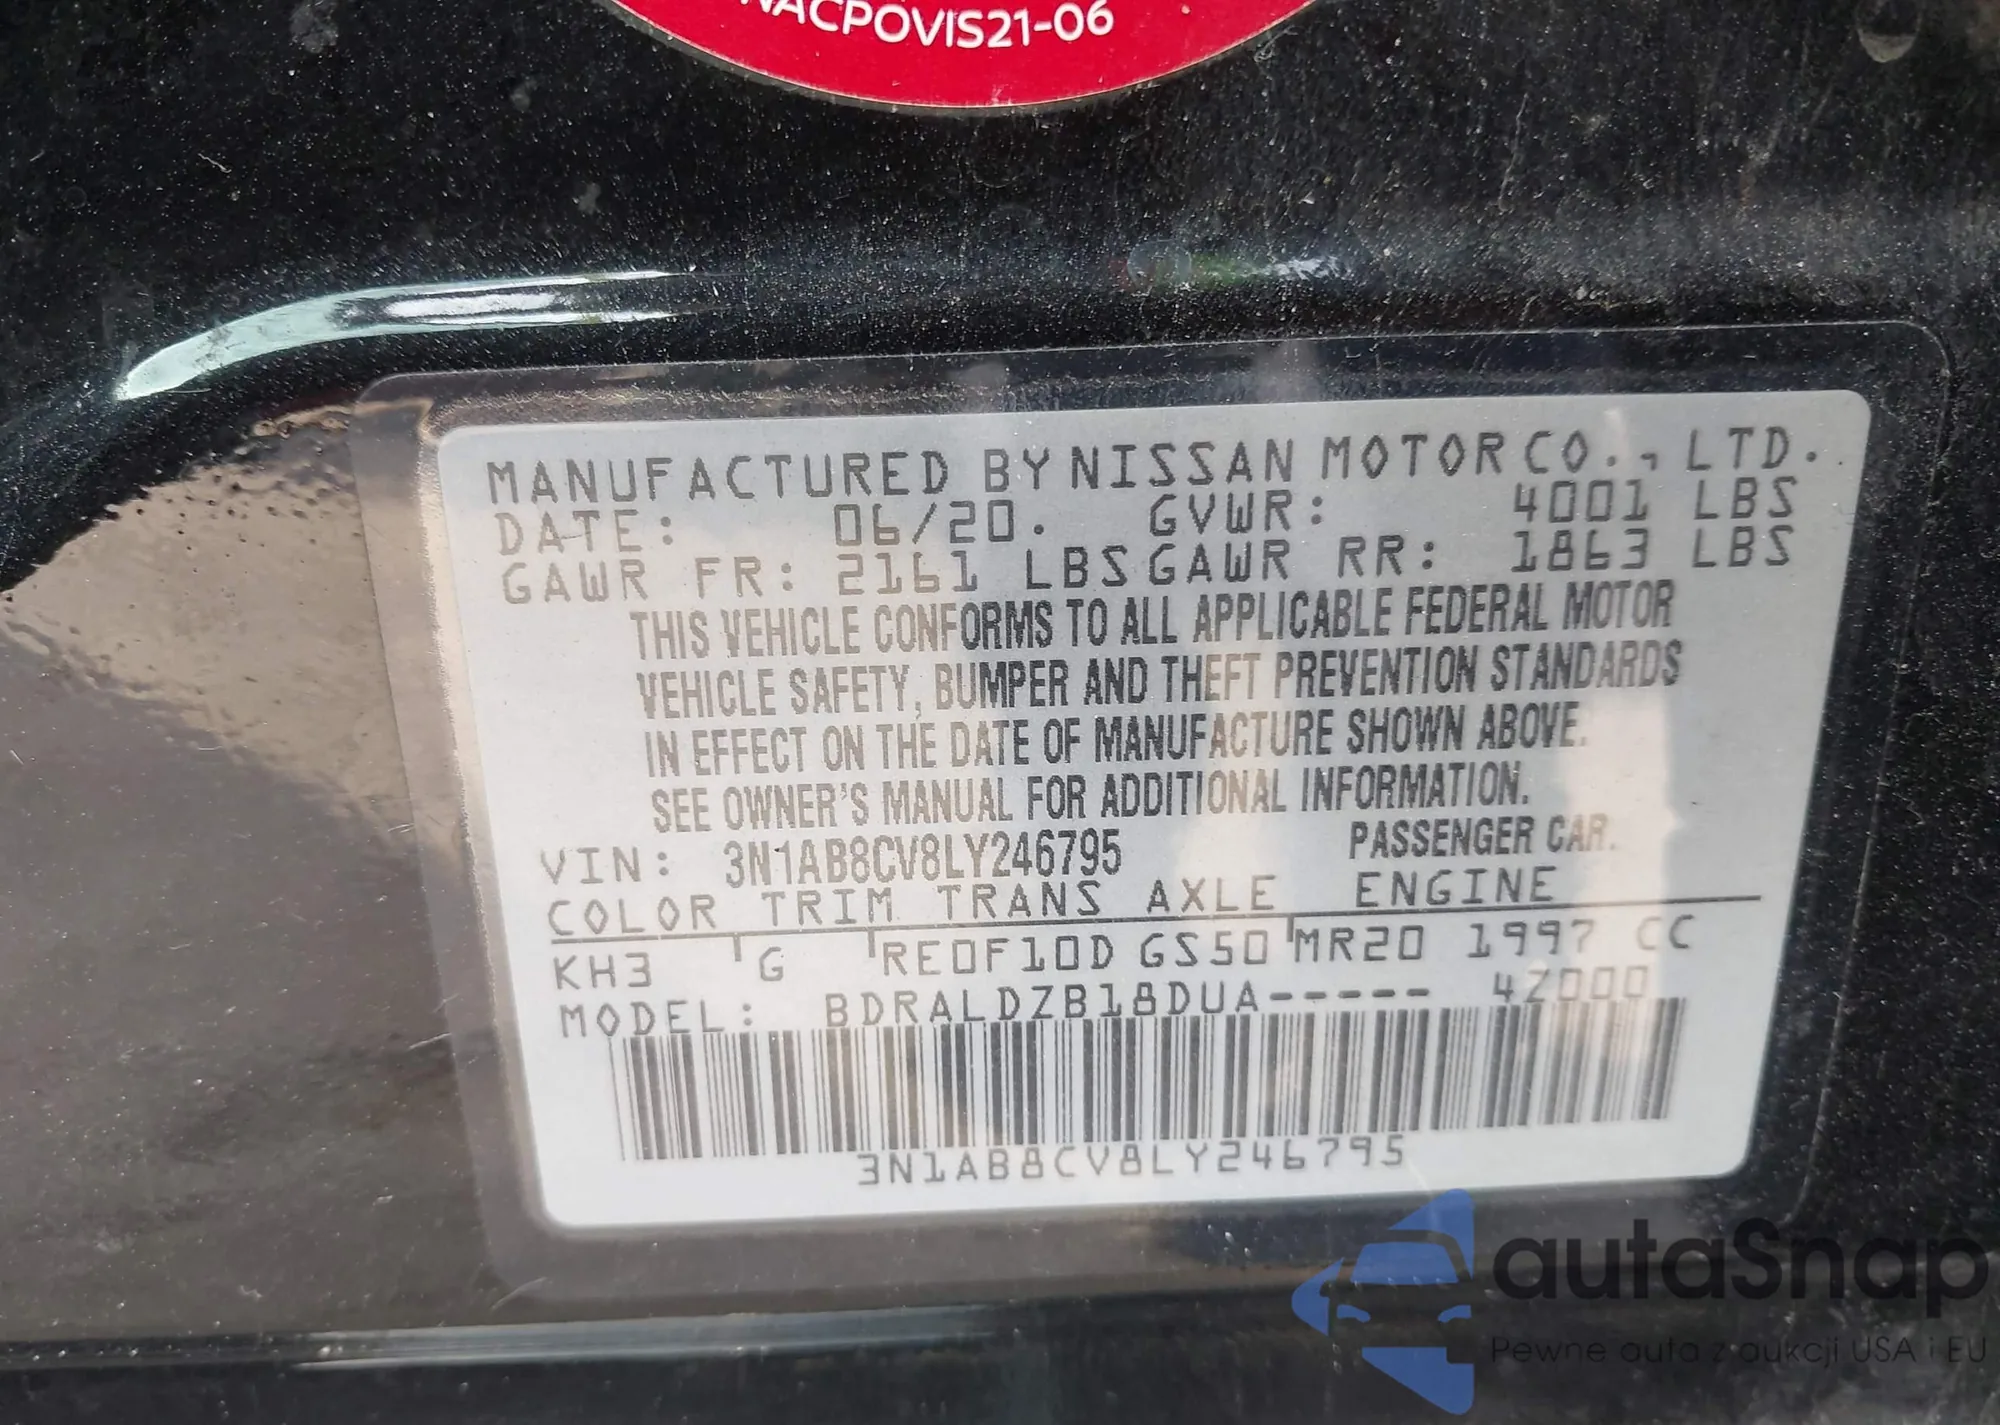 NACPOVIS21-06
MANUFACTURED BY NISSAN MOTOR CO., LTD.
DATE: 06/20. GVWR: 4001 LBS
GAWR FR: 2161 LBS GAWR RR: 1863 LBS
THIS VEHICLE CONFORMS TO ALL APPLICABLE FEDERAL MOTOR
VEHICLE SAFETY, BUMPER AND THEFT PREVENTION STANDARDS
IN EFFECT ON THE DATE OF MANUFACTURE SHOWN ABOVE.
SEE OWNER'S MANUAL FOR ADDITIONAL INFORMATION.
VIN: 3N1AB8CV8LY246795 PASSENGER CAR.
COLOR TRIM TRANS AXLE ENGINE
KH3 G RE0F10D GS50 MR20 1997 CC
MODEL: BDRALDZB18DUA----- 4Z000
3N1AB8CV8LY246795
autoSnap
Pewne auta z aukcji USA i EU